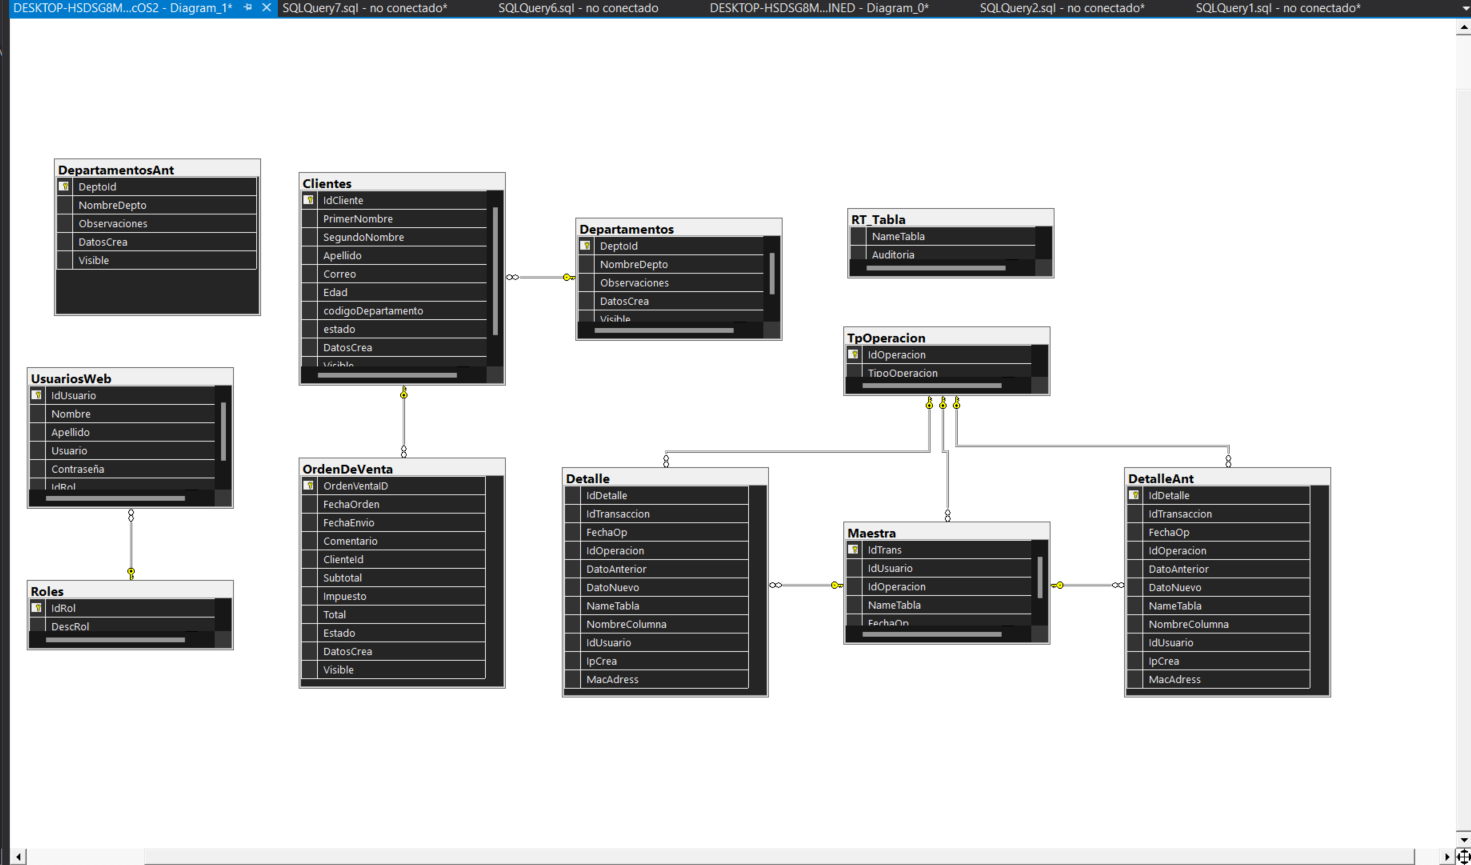 DESKTOP-HSDSG8M...cOS2 - Diagram_1*
SQLQuery7.sql - no conectado*
SQLQuery6.sql - no conectado
DESKTOP-HSDSG8M...INED - Diagram_0*
SQLQuery2.sql - no conectado*
SQLQuery1.sql - no conectado*
DepartamentosAnt
DeptoId
NombreDepto
Observaciones
DatosCrea
Visible
Clientes
IdCliente
PrimerNombre
SegundoNombre
Apellido
Correo
Edad
codigoDepartamento
estado
DatosCrea
Visible
Departamentos
DeptoId
NombreDepto
Observaciones
DatosCrea
Visible
RT_Tabla
NameTabla
Auditoria
TpOperacion
IdOperacion
TipoOperacion
UsuariosWeb
IdUsuario
Nombre
Apellido
Usuario
Contraseña
IdRol
Roles
IdRol
DescRol
OrdenDeVenta
OrdenVentaID
FechaOrden
FechaEnvio
Comentario
ClienteId
Subtotal
Impuesto
Total
Estado
DatosCrea
Visible
Detalle
IdDetalle
IdTransaccion
FechaOp
IdOperacion
DatoAnterior
DatoNuevo
NameTabla
NombreColumna
IdUsuario
IpCrea
MacAdress
Maestra
IdTrans
IdUsuario
IdOperacion
NameTabla
FechaOp
DetalleAnt
IdDetalle
IdTransaccion
FechaOp
IdOperacion
DatoAnterior
DatoNuevo
NameTabla
NombreColumna
IdUsuario
IpCrea
MacAdress